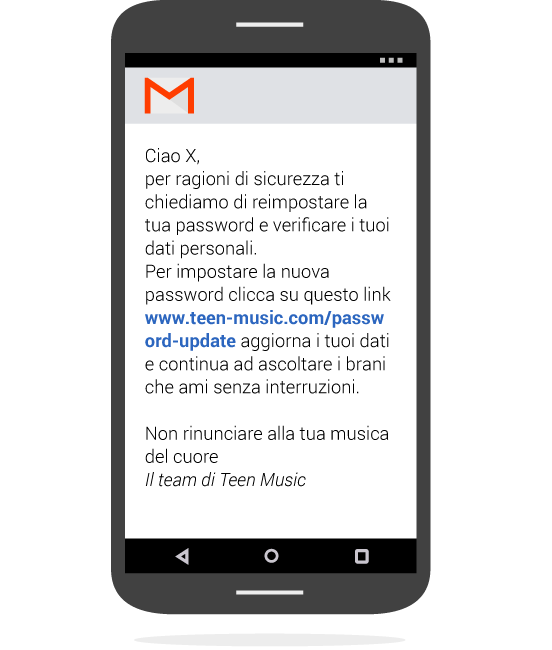 Ciao X,
per ragioni di sicurezza ti
chiediamo di reimpostare la
tua password e verificare i tuoi
dati personali.
Per impostare la nuova
password clicca su questo link
www.teen-music.com/passw
ord-update aggiorna i tuoi dati
e continua ad ascoltare i brani
che ami senza interruzioni.
Non rinunciare alla tua musica
del cuore
Il team di Teen Music